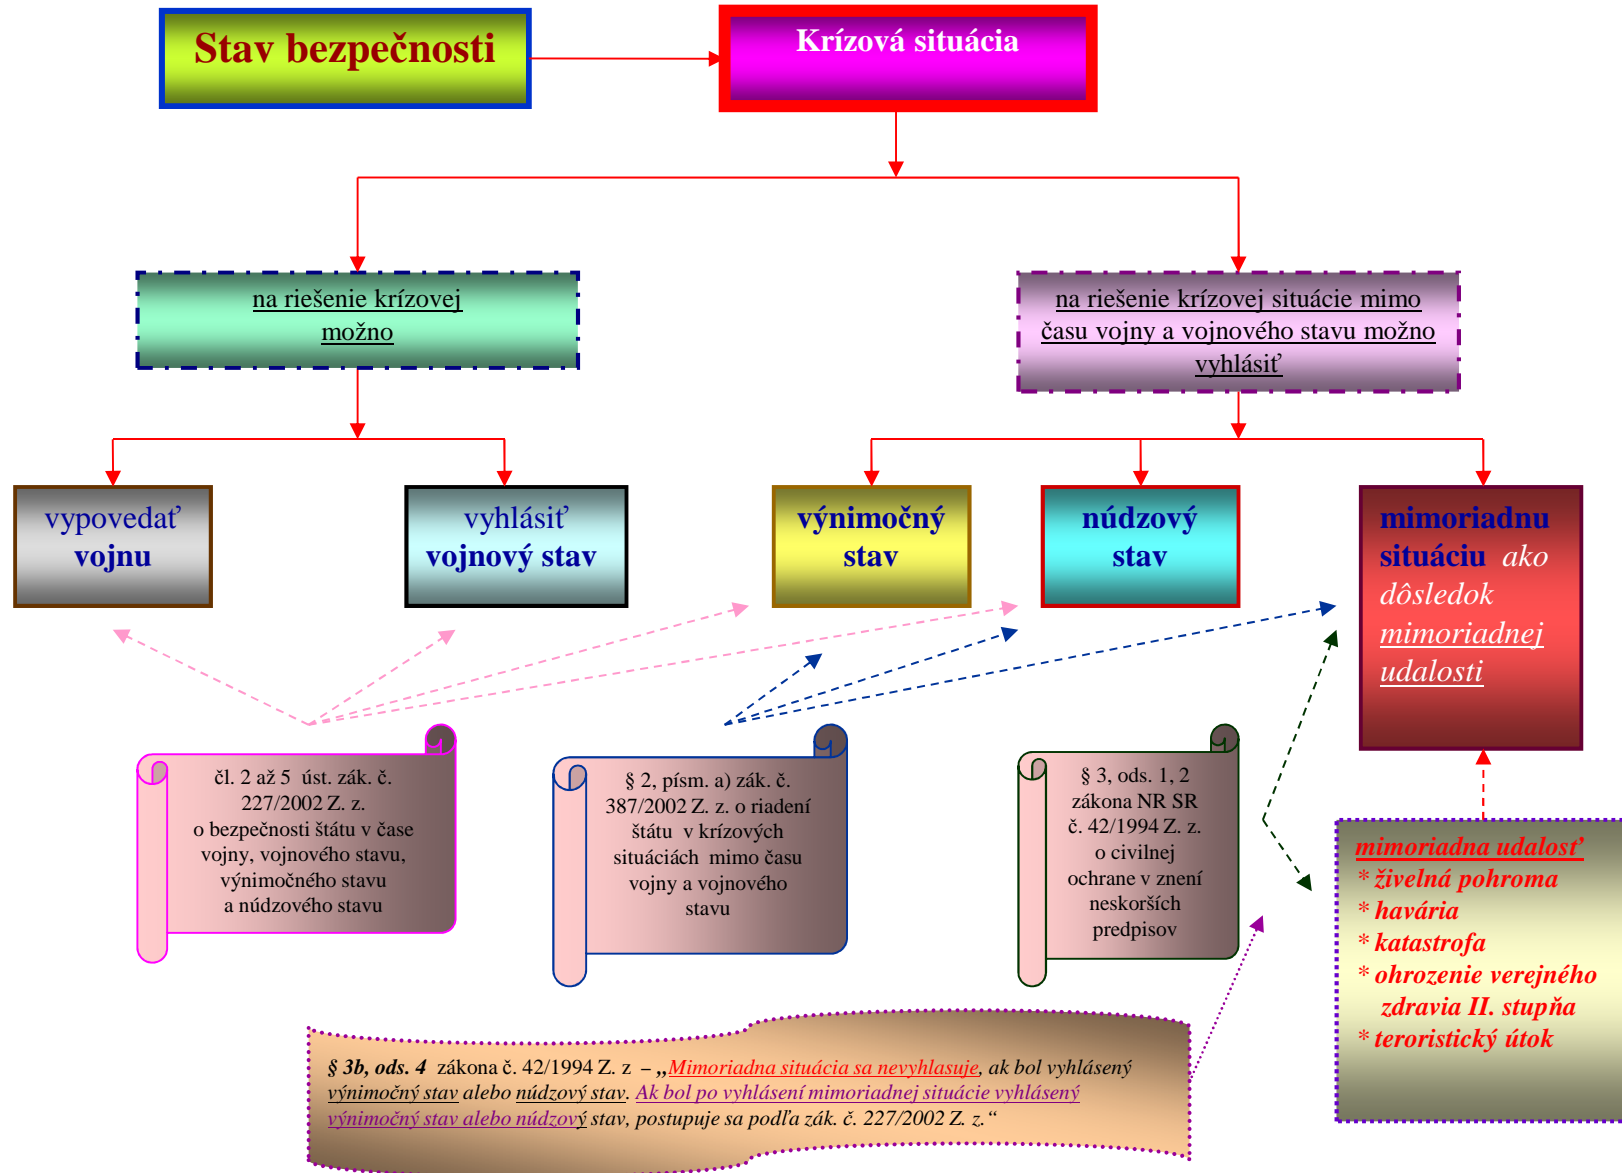 Stav bezpečnosti
Krízová situácia
na riešenie krízovej
možno
na riešenie krízovej situácie mimo
času vojny a vojnového stavu možno
vyhlásiť
vypovedať
vojnu
vyhlásiť
vojnový stav
výnimočný
stav
núdzový
stav
mimoriadnu
situáciu ako
dôsledok
mimoriadnej
udalosti
čl. 2 až 5 úst. zák. č.
227/2002 Z. z.
o bezpečnosti štátu v čase
vojny, vojnového stavu,
výnimočného stavu
a núdzového stavu
§ 2, písm. a) zák. č.
387/2002 Z. z. o riadení
štátu v krízových
situáciách mimo času
vojny a vojnového
stavu
§ 3, ods. 1, 2
zákona NR SR
č. 42/1994 Z. z.
o civilnej
ochrane v znení
neskorších
predpisov
mimoriadna udalosť
* živelná pohroma
* havária
* katastrofa
* ohrozenie verejného
zdravia II. stupňa
* teroristický útok
§ 3b, ods. 4 zákona č. 42/1994 Z. z – „Mimoriadna situácia sa nevyhlasuje, ak bol vyhlásený
výnimočný stav alebo núdzový stav. Ak bol po vyhlásení mimoriadnej situácie vyhlásený
výnimočný stav alebo núdzový stav, postupuje sa podľa zák. č. 227/2002 Z. z.“